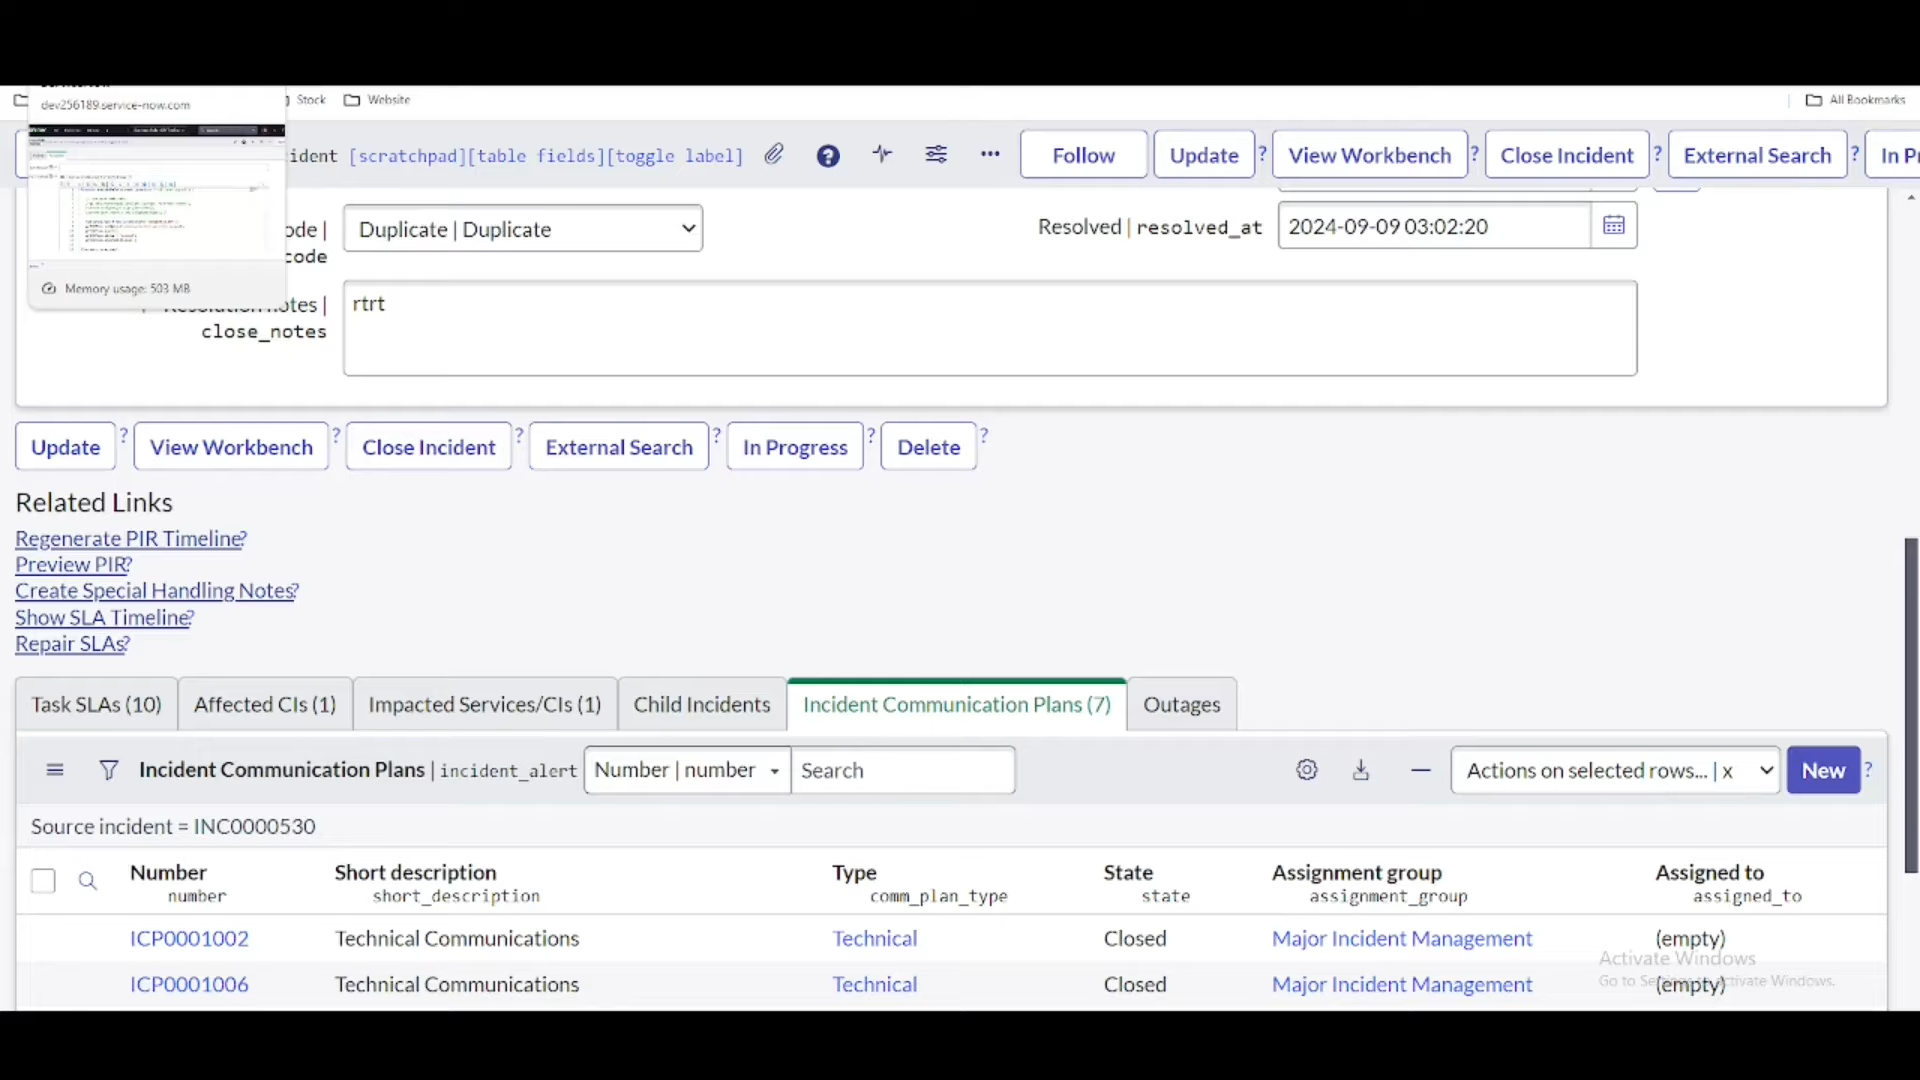 dev256189.service-now.com
Stock
Website
All Bookmarks
ident [scratchpad][table fields][toggle label]
Follow
Update
?
View Workbench
?
Close Incident
?
External Search
?
In Pr
Memory usage: 503 MB
ode |
code
Duplicate | Duplicate
Resolved | resolved_at
2024-09-09 03:02:20
Resolution notes |
close_notes
rtrt
Update ? View Workbench ? Close Incident ? External Search ? In Progress ? Delete ?
Related Links
Regenerate PIR Timeline?
Preview PIR?
Create Special Handling Notes?
Show SLA Timeline?
Repair SLAs?
Task SLAs (10)
Affected CIs (1)
Impacted Services/CIs (1)
Child Incidents
Incident Communication Plans (7)
Outages
Incident Communication Plans | incident_alert
Number | number
Search
Actions on selected rows... | x
New
?
Source incident = INC0000530
Number Short description Type State Assignment group Assigned to
number short_description comm_plan_type state assignment_group assigned_to
ICP0001002 Technical Communications Technical Closed Major Incident Management (empty)
ICP0001006 Technical Communications Technical Closed Major Incident Management (empty)
Activate Windows
Go to Settings to activate Windows.